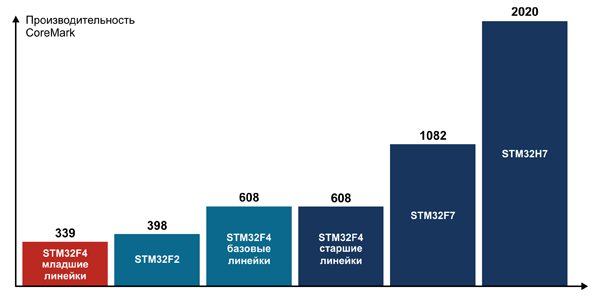 Производительность
CoreMark
339
STM32F4
младшие
линейки
398
STM32F2
608
STM32F4
базовые
линейки
608
STM32F4
старшие
линейки
1082
STM32F7
2020
STM32H7